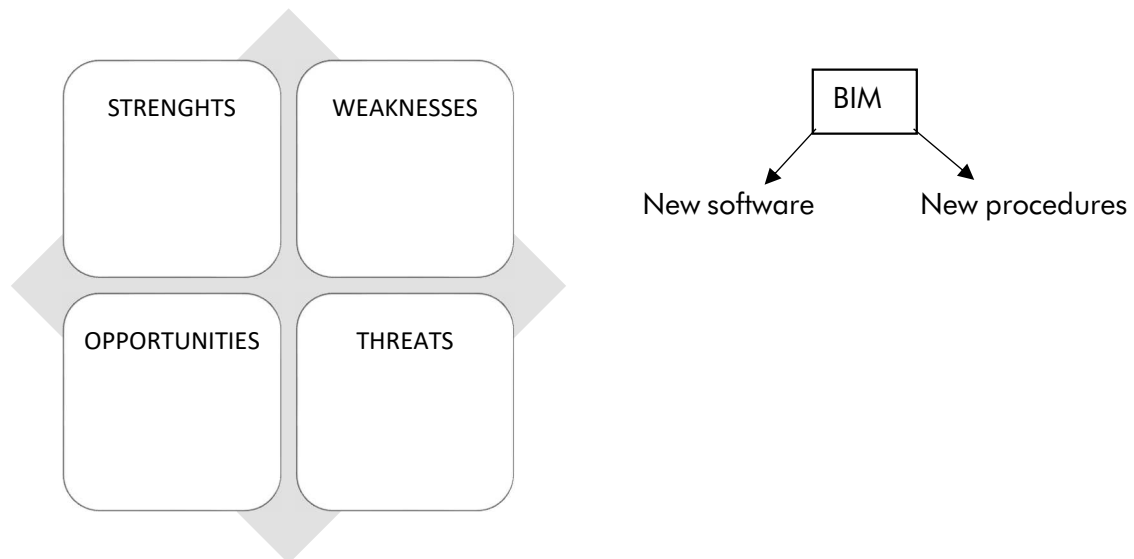 STRENGHTS
WEAKNESSES
OPPORTUNITIES
THREATS
BIM
New software
New procedures